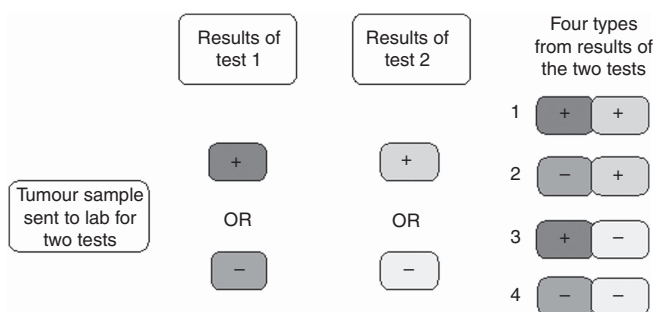 Results of
test 1
Results of
test 2
Four types
from results of
the two tests
1 + +
+ +
2 − +
Tumour sample
sent to lab for
two tests
OR OR
3 + −
− −
4 − −